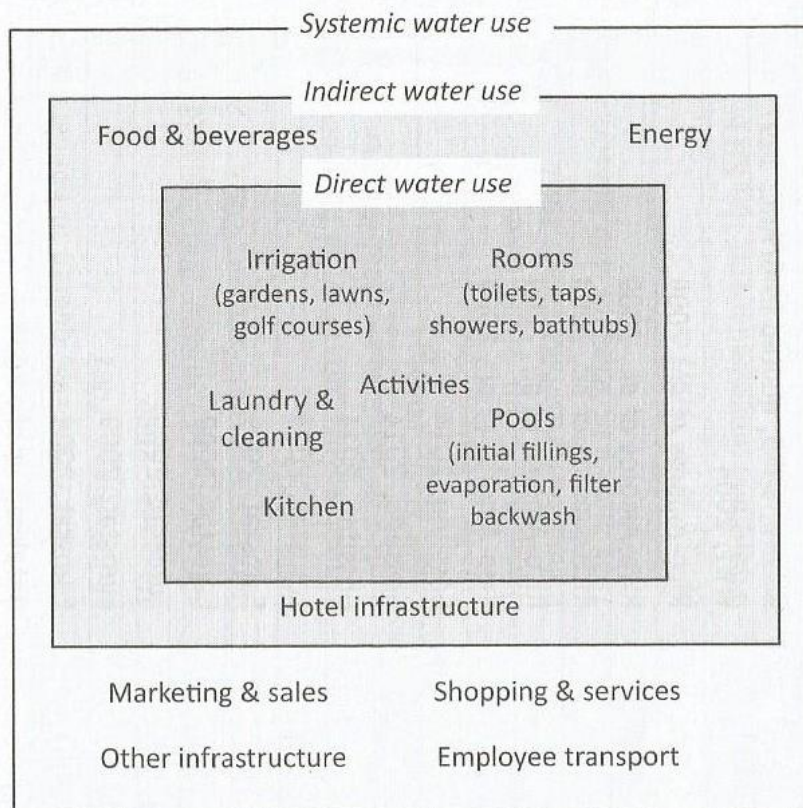 Systemic water use
Indirect water use
Food & beverages
Energy
Direct water use
Irrigation
(gardens, lawns,
golf courses)
Rooms
(toilets, taps,
showers, bathtubs)
Activities
Laundry &
cleaning
Pools
(initial fillings,
evaporation, filter
backwash
Kitchen
Hotel infrastructure
Marketing & sales
Shopping & services
Other infrastructure
Employee transport